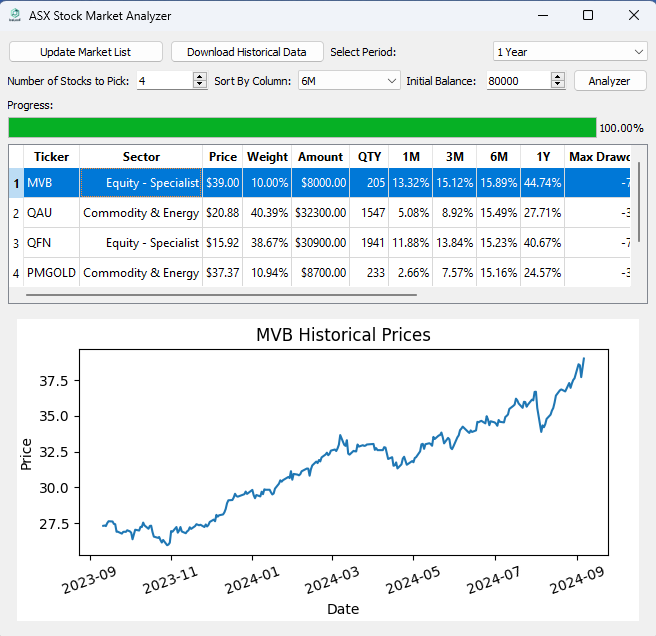 ASX Stock Market Analyzer
Update Market List Download Historical Data Select Period: 1 Year
Number of Stocks to Pick: 4 Sort By Column: 6M Initial Balance: 80000 Analyzer
Progress:
100.00%
Ticker Sector Price Weight Amount QTY 1M 3M 6M 1Y Max Drawd
1 MVB Equity - Specialist $39.00 10.00% $8000.00 205 13.32% 15.12% 15.89% 44.74% -7
2 QAU Commodity & Energy $20.88 40.39% $32300.00 1547 5.08% 8.92% 15.49% 27.71% -3
3 QFN Equity - Specialist $15.92 38.67% $30900.00 1941 11.88% 13.84% 15.23% 40.67% -7
4 PMGOLD Commodity & Energy $37.37 10.94% $8700.00 233 2.66% 7.57% 15.16% 24.57% -3
MVB Historical Prices
37.5
35.0
32.5
30.0
27.5
Price
2023-09 2023-11 2024-01 2024-03 2024-05 2024-07 2024-09
Date